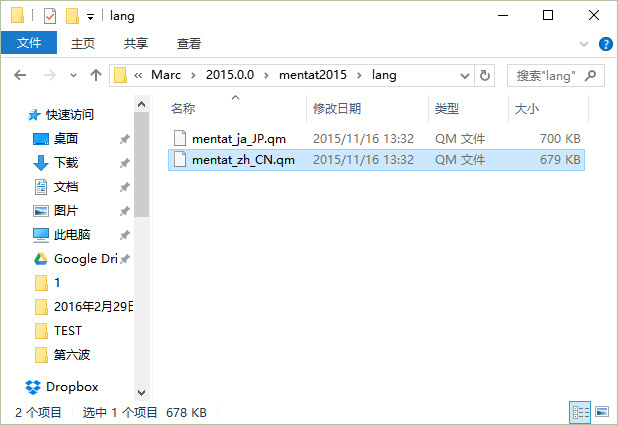 lang
文件 主页 共享 查看
« Marc › 2015.0.0 › mentat2015 › lang 搜索"lang"
名称 修改日期 类型 大小
快速访问
桌面
下载
文档
图片
此电脑
Google Dri
1
2016年2月29日
TEST
第六波
Dropbox
mentat_ja_JP.qm 2015/11/16 13:32 QM 文件 700 KB
mentat_zh_CN.qm 2015/11/16 13:32 QM 文件 679 KB
2 个项目 选中 1 个项目 678 KB